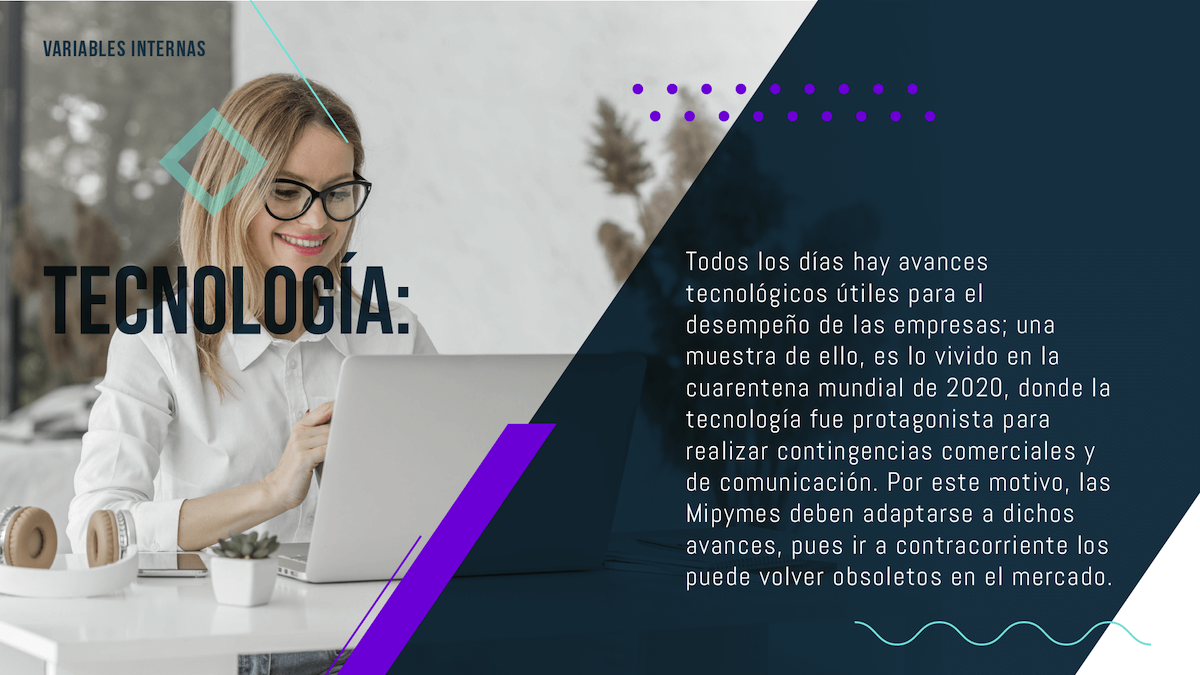 VARIABLES INTERNAS
TECNOLOGÍA:
Todos los días hay avances
tecnológicos útiles para el
desempeño de las empresas; una
muestra de ello, es lo vivido en la
cuarentena mundial de 2020, donde la
tecnología fue protagonista para
realizar contingencias comerciales y
de comunicación. Por este motivo, las
Mipymes deben adaptarse a dichos
avances, pues ir a contracorriente los
puede volver obsoletos en el mercado.